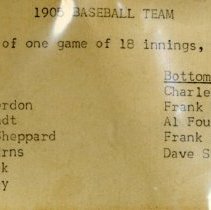 1905 BASEBALL TEAM
of one game of 18 innings,
Bottom
Charle
rdon Frank
dt Al Fou
Sheppard Frank
rns Dave S
k
y